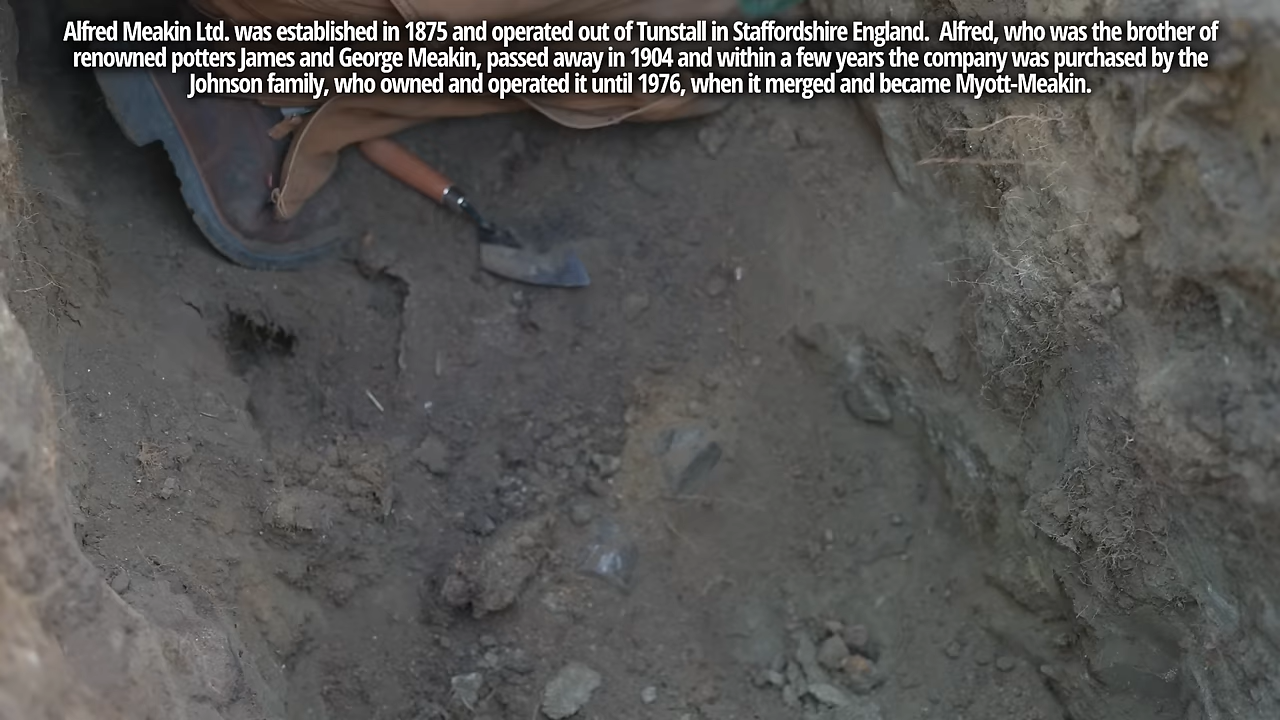 Alfred Meakin Ltd. was established in 1875 and operated out of Tunstall in Staffordshire England.  Alfred, who was the brother of
renowned potters James and George Meakin, passed away in 1904 and within a few years the company was purchased by the
Johnson family, who owned and operated it until 1976, when it merged and became Myott-Meakin.